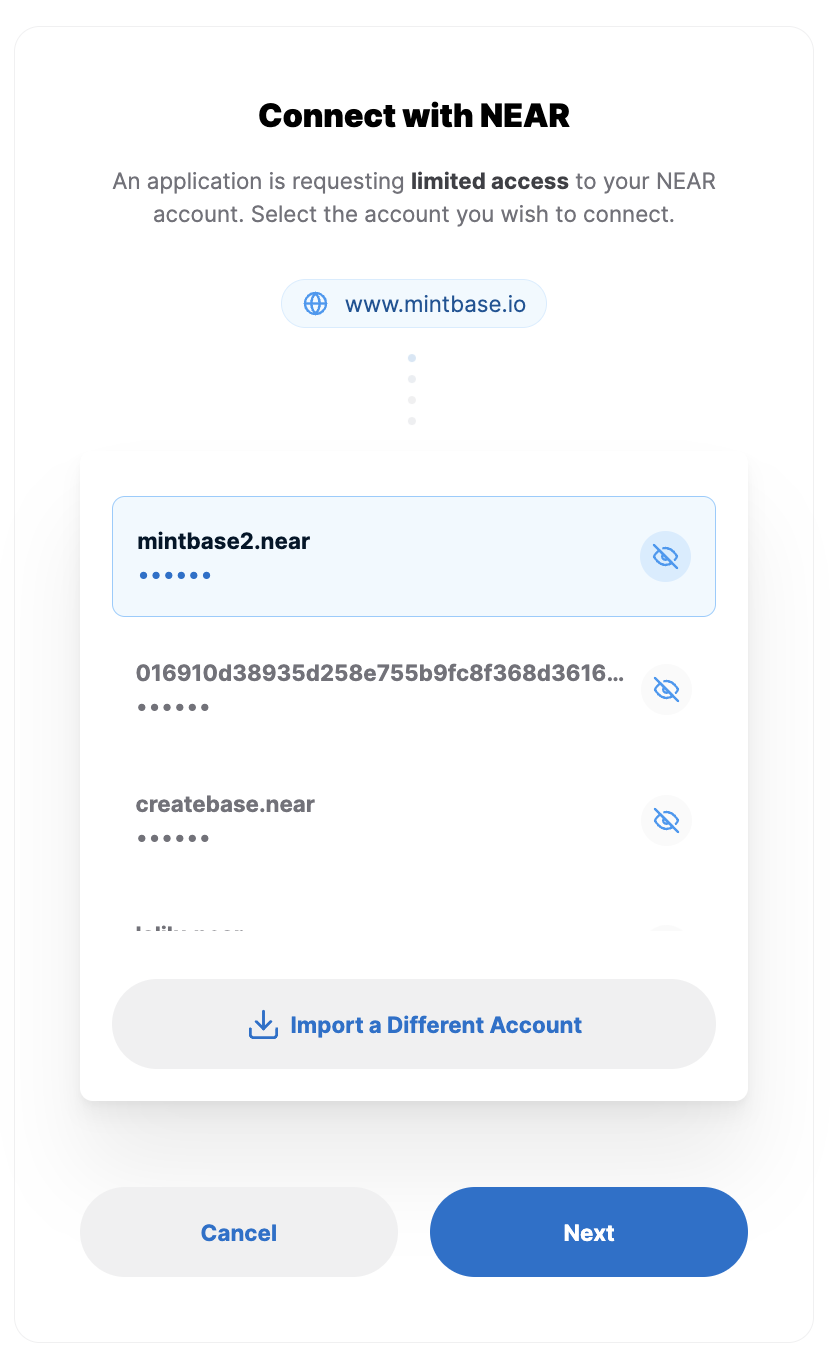 Connect with NEAR
An application is requesting limited access to your NEAR
account. Select the account you wish to connect.
www.mintbase.io
mintbase2.near
••••••
016910d38935d258e755b9fc8f368d3616...
••••••
createbase.near
••••••
Import a Different Account
Cancel
Next